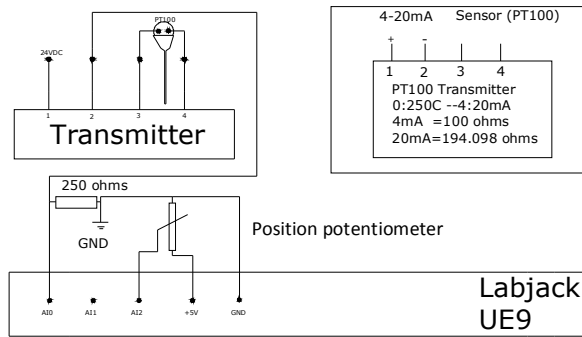 PT100
24VDC
1 2 3 4
Transmitter
4-20mA Sensor (PT100)
+ -
1 2 3 4
PT100 Transmitter
0:250C --4:20mA
4mA =100 ohms
20mA=194.098 ohms
250 ohms
GND
Position potentiometer
AI0 AI1 AI2 +5V GND
Labjack
UE9